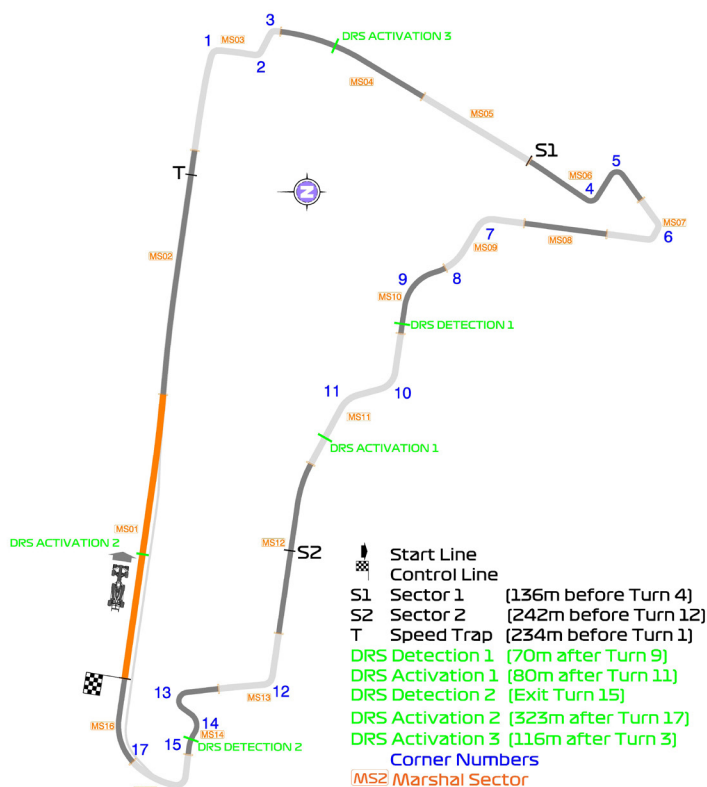 3
DRS ACTIVATION 3
1
MS03
2
MS04
MS05
S1
5
T
MS06
4
N
MS07
6
7
MS09
MS08
MS02
9
8
MS10
DRS DETECTION 1
11
10
MS11
DRS ACTIVATION 1
MS01
DRS ACTIVATION 2
MS12
S2
Start Line
Control Line
S1 Sector 1 (136m before Turn 4)
S2 Sector 2 (242m before Turn 12)
T Speed Trap (234m before Turn 1)
DRS Detection 1 (70m after Turn 9)
DRS Activation 1 (80m after Turn 11)
DRS Detection 2 (Exit Turn 15)
DRS Activation 2 (323m after Turn 17)
DRS Activation 3 (116m after Turn 3)
Corner Numbers
MS2 Marshal Sector
13
MS13
12
MS16
14
MS14
17
15
DRS DETECTION 2